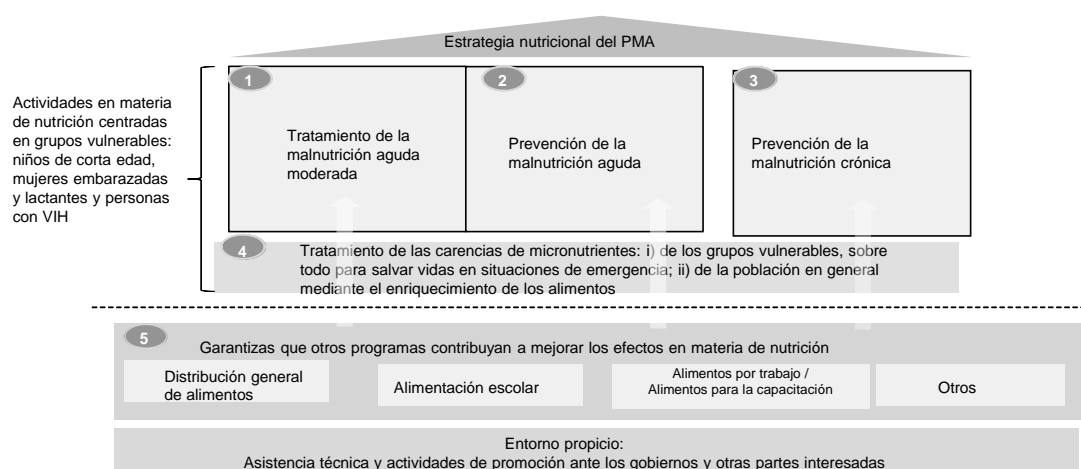 Estrategia nutricional del PMA
Actividades en materia
de nutrición centradas
en grupos vulnerables:
niños de corta edad,
mujeres embarazadas
y lactantes y personas
con VIH
1
Tratamiento de la
malnutrición aguda
moderada
2
Prevención de la
malnutrición aguda
3
Prevención de la
malnutrición crónica
4
Tratamiento de las carencias de micronutrientes: i) de los grupos vulnerables, sobre
todo para salvar vidas en situaciones de emergencia; ii) de la población en general
mediante el enriquecimiento de los alimentos
5
Garantizas que otros programas contribuyan a mejorar los efectos en materia de nutrición
Distribución general
de alimentos
Alimentación escolar
Alimentos por trabajo /
Alimentos para la capacitación
Otros
Entorno propicio:
Asistencia técnica y actividades de promoción ante los gobiernos y otras partes interesadas